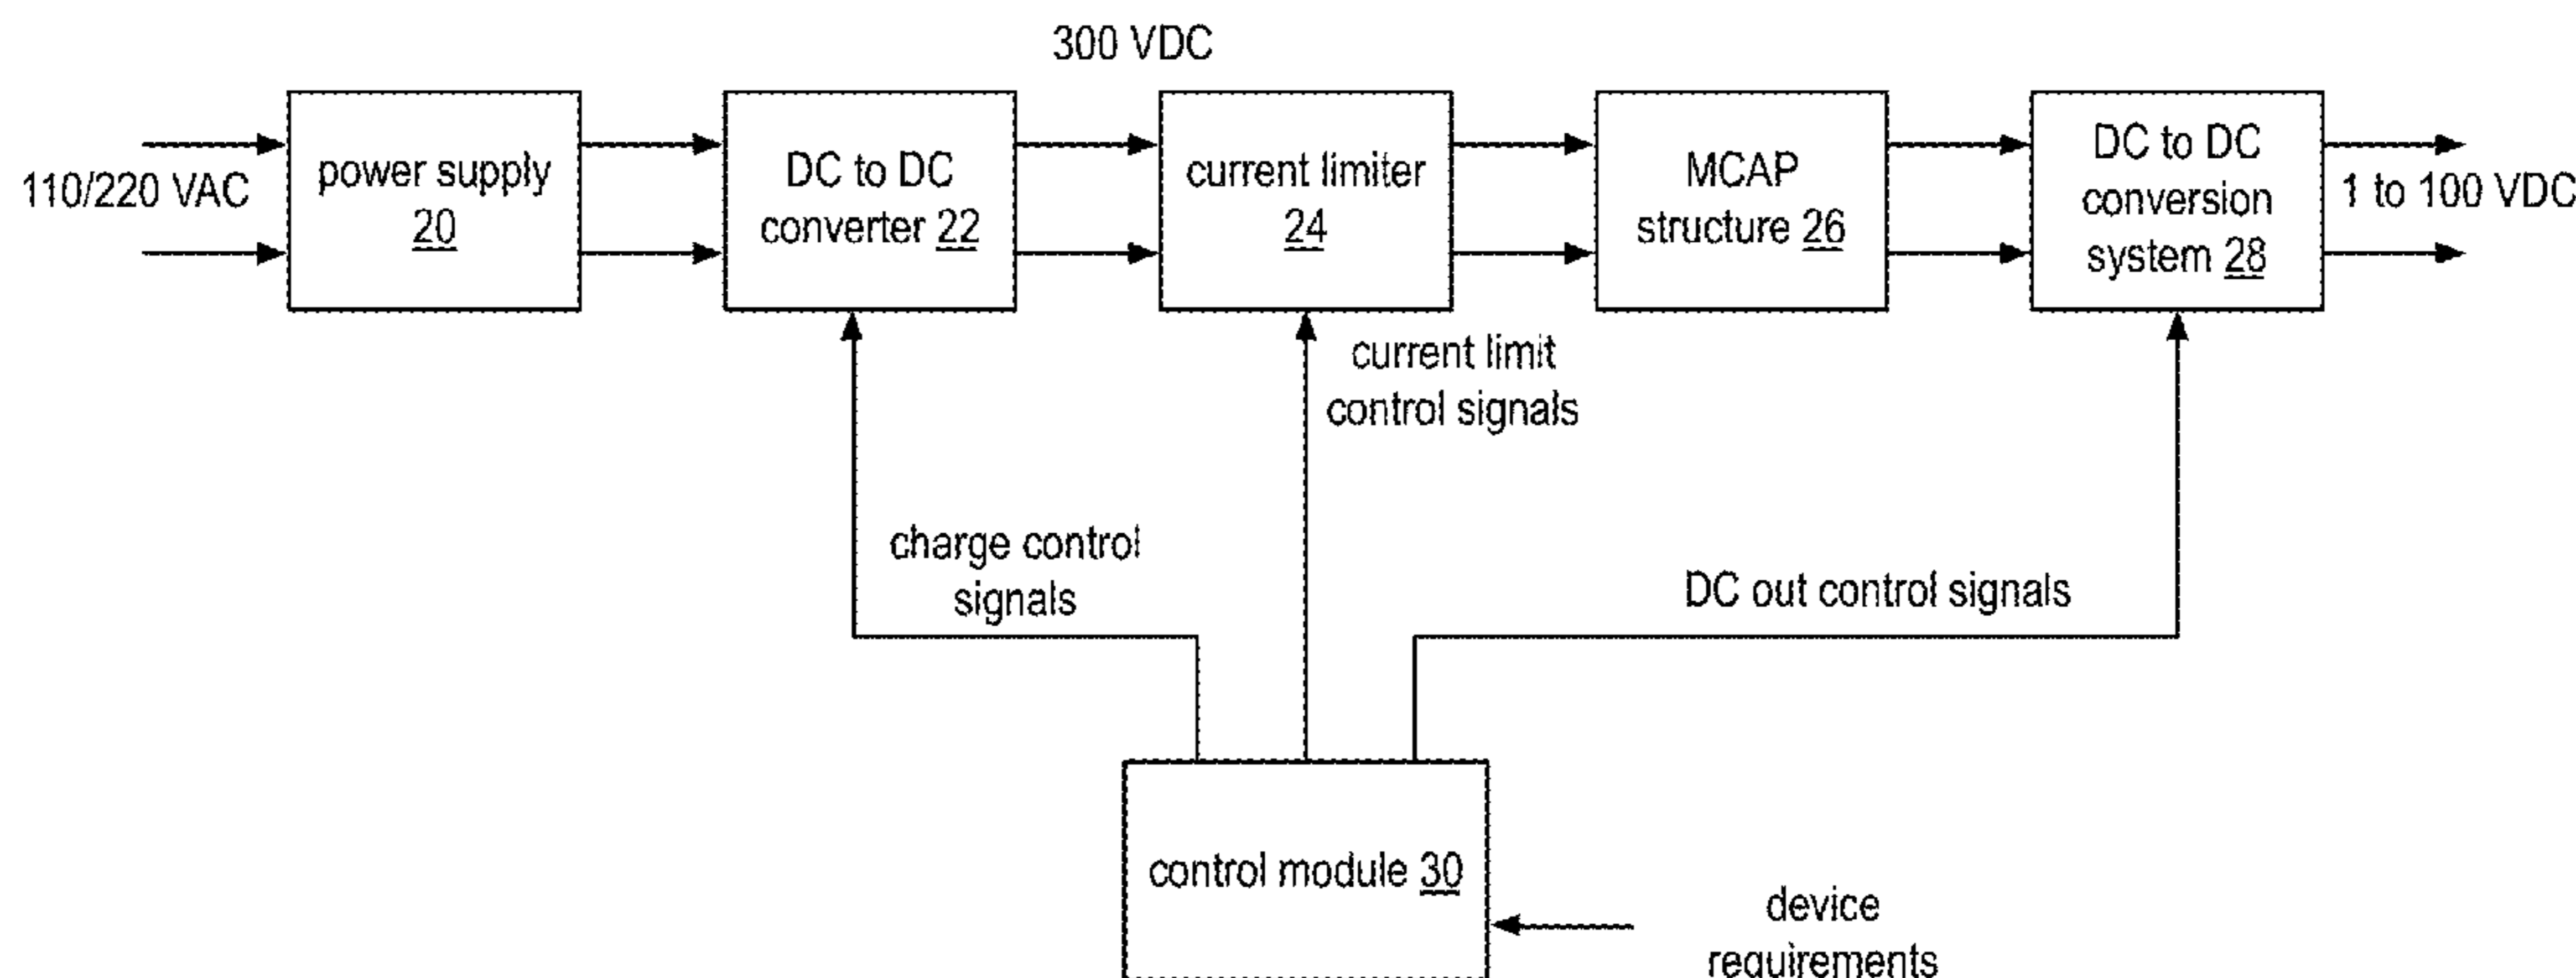 300 VDC
110/220 VAC
power supply
20
DC to DC
converter 22
current limiter
24
MCAP
structure 26
DC to DC
conversion
system 28
1 to 100 VDC
current limit
control signals
charge control
signals
DC out control signals
control module 30
device
requirements